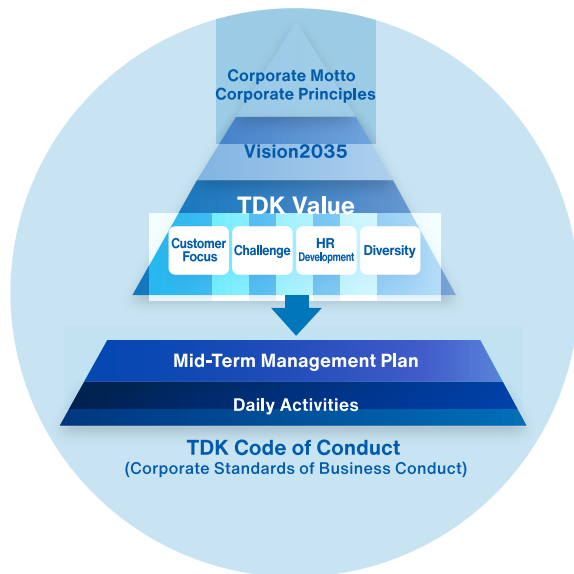 Corporate Motto
Corporate Principles
Vision2035
TDK Value
Customer
Focus
Challenge
HR
Development
Diversity
Mid-Term Management Plan
Daily Activities
TDK Code of Conduct
(Corporate Standards of Business Conduct)